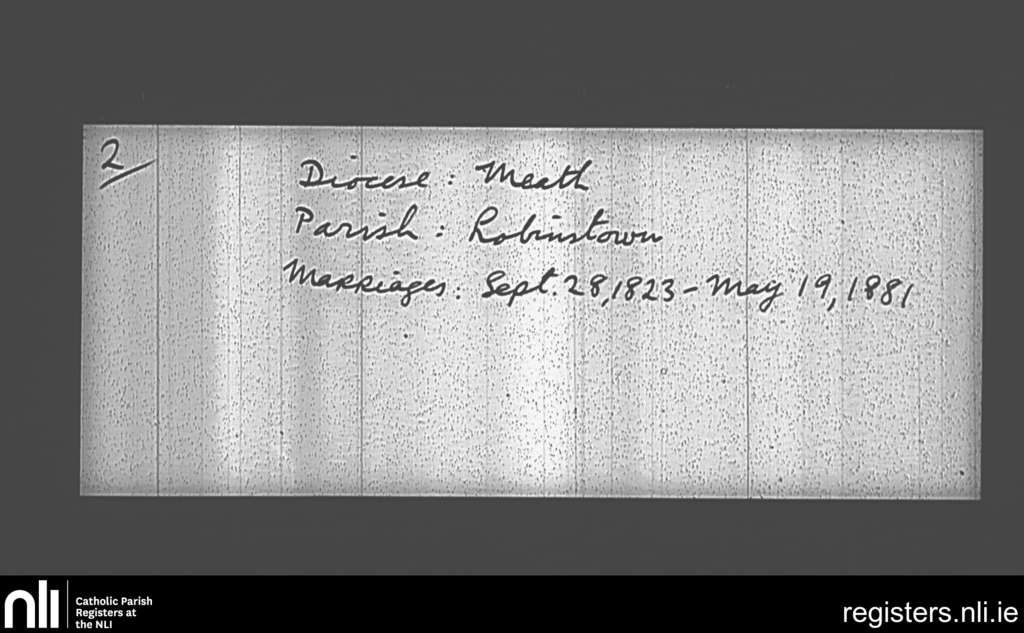 2
Diocese: Meath
Parish: Robinstown
Marriages: Sept. 28, 1823 - May 19, 1881
nli
Catholic Parish
Registers at
the NLI
registers.nli.ie